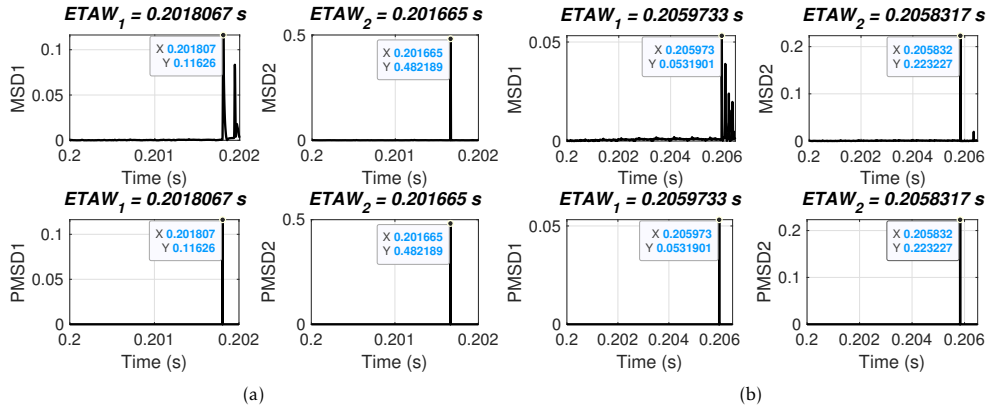 ETAW1 = 0.2018067 s
MSD1
0.1
0.05
0
X 0.201807
Y 0.11626
0.2 0.201 0.202
Time (s)
ETAW2 = 0.201665 s
MSD2
0.5
0
X 0.201665
Y 0.482189
0.2 0.201 0.202
Time (s)
ETAW1 = 0.2059733 s
MSD1
0.05
0
X 0.205973
Y 0.0531901
0.2 0.202 0.204 0.206
Time (s)
ETAW2 = 0.2058317 s
MSD2
0.2
0.1
0
X 0.205832
Y 0.223227
0.2 0.202 0.204 0.206
Time (s)
ETAW1 = 0.2018067 s
PMSD1
0.1
0.05
0
X 0.201807
Y 0.11626
0.2 0.201 0.202
Time (s)
ETAW2 = 0.201665 s
PMSD2
0.5
0
X 0.201665
Y 0.482189
0.2 0.201 0.202
Time (s)
ETAW1 = 0.2059733 s
PMSD1
0.05
0
X 0.205973
Y 0.0531901
0.2 0.202 0.204 0.206
Time (s)
ETAW2 = 0.2058317 s
PMSD2
0.2
0.1
0
X 0.205832
Y 0.223227
0.2 0.202 0.204 0.206
Time (s)
(a)
(b)